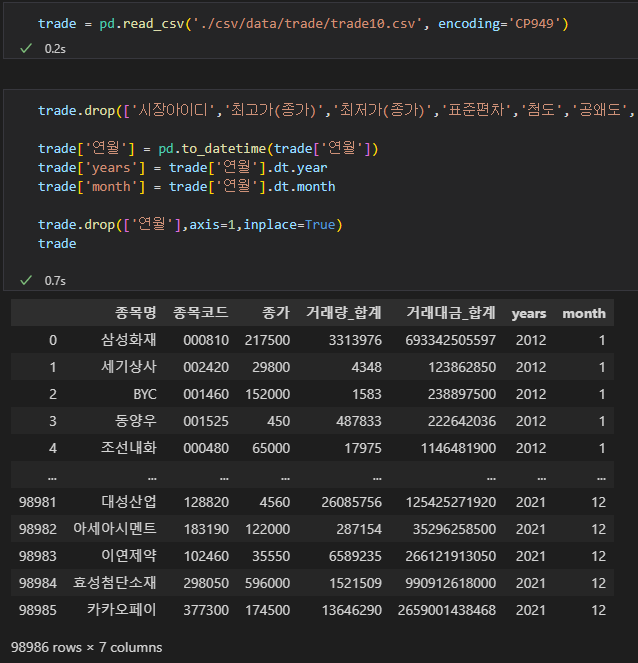 trade = pd.read_csv('./csv/data/trade/trade10.csv', encoding='CP949')
0.2s
trade.drop(['시장아이디','최고가(종가)','최저가(종가)','표준편차','첨도','공왜도',
trade['연월'] = pd.to_datetime(trade['연월'])
trade['years'] = trade['연월'].dt.year
trade['month'] = trade['연월'].dt.month
trade.drop(['연월'],axis=1,inplace=True)
trade
0.7s
종목명 종목코드 종가 거래량_합계 거래대금_합계 years month
0 삼성화재 000810 217500 3313976 693342505597 2012 1
1 세기상사 002420 29800 4348 123862850 2012 1
2 BYC 001460 152000 1583 238897500 2012 1
3 동양우 001525 450 487833 222642036 2012 1
4 조선내화 000480 65000 17975 1146481900 2012 1
... ... ... ... ... ... ... ...
98981 대성산업 128820 4560 26085756 125425271920 2021 12
98982 아세아시멘트 183190 122000 287154 35296258500 2021 12
98983 이연제약 102460 35550 6589235 266121913050 2021 12
98984 효성첨단소재 298050 596000 1521509 990912618000 2021 12
98985 카카오페이 377300 174500 13646290 2659001438468 2021 12
98986 rows × 7 columns